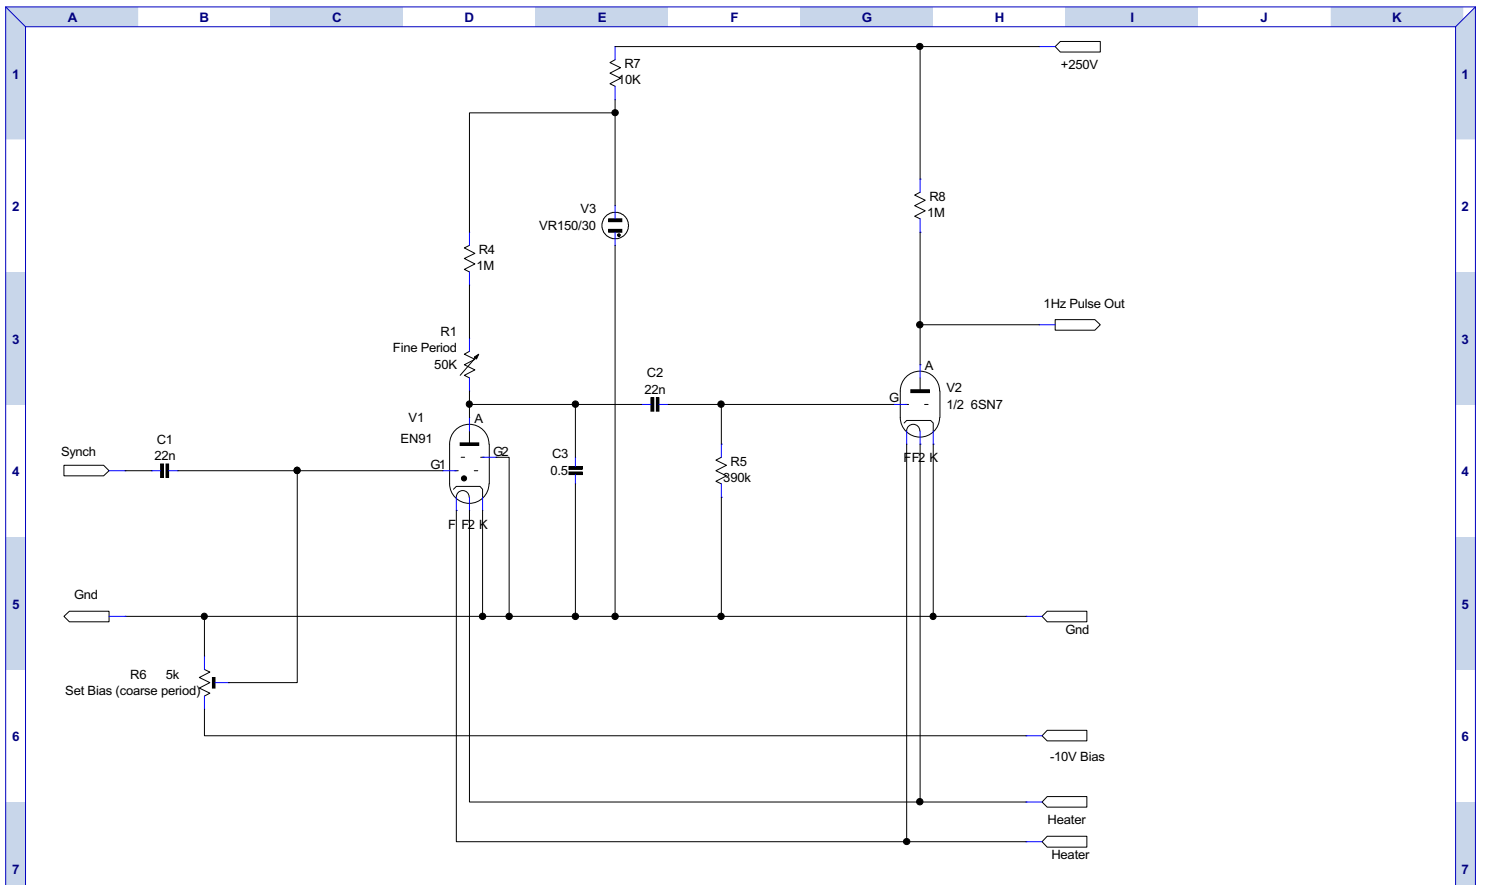 A B C D E F G H I J K
1 1
R7
10K
+250V
2 2
V3
VR150/30
R8
1M
R4
1M
1Hz Pulse Out
3 3
R1
Fine Period
50K
C2
22n
A
V2
1/2 6SN7
G
V1
EN91
A
C1
22n
Synch
G2
G1
C3
0.5
R5
390k
F F2 K
4 4
F F2 K
Gnd
5 5
Gnd
R6 5k
Set Bias (coarse period)
6 6
-10V Bias
Heater
Heater
7 7